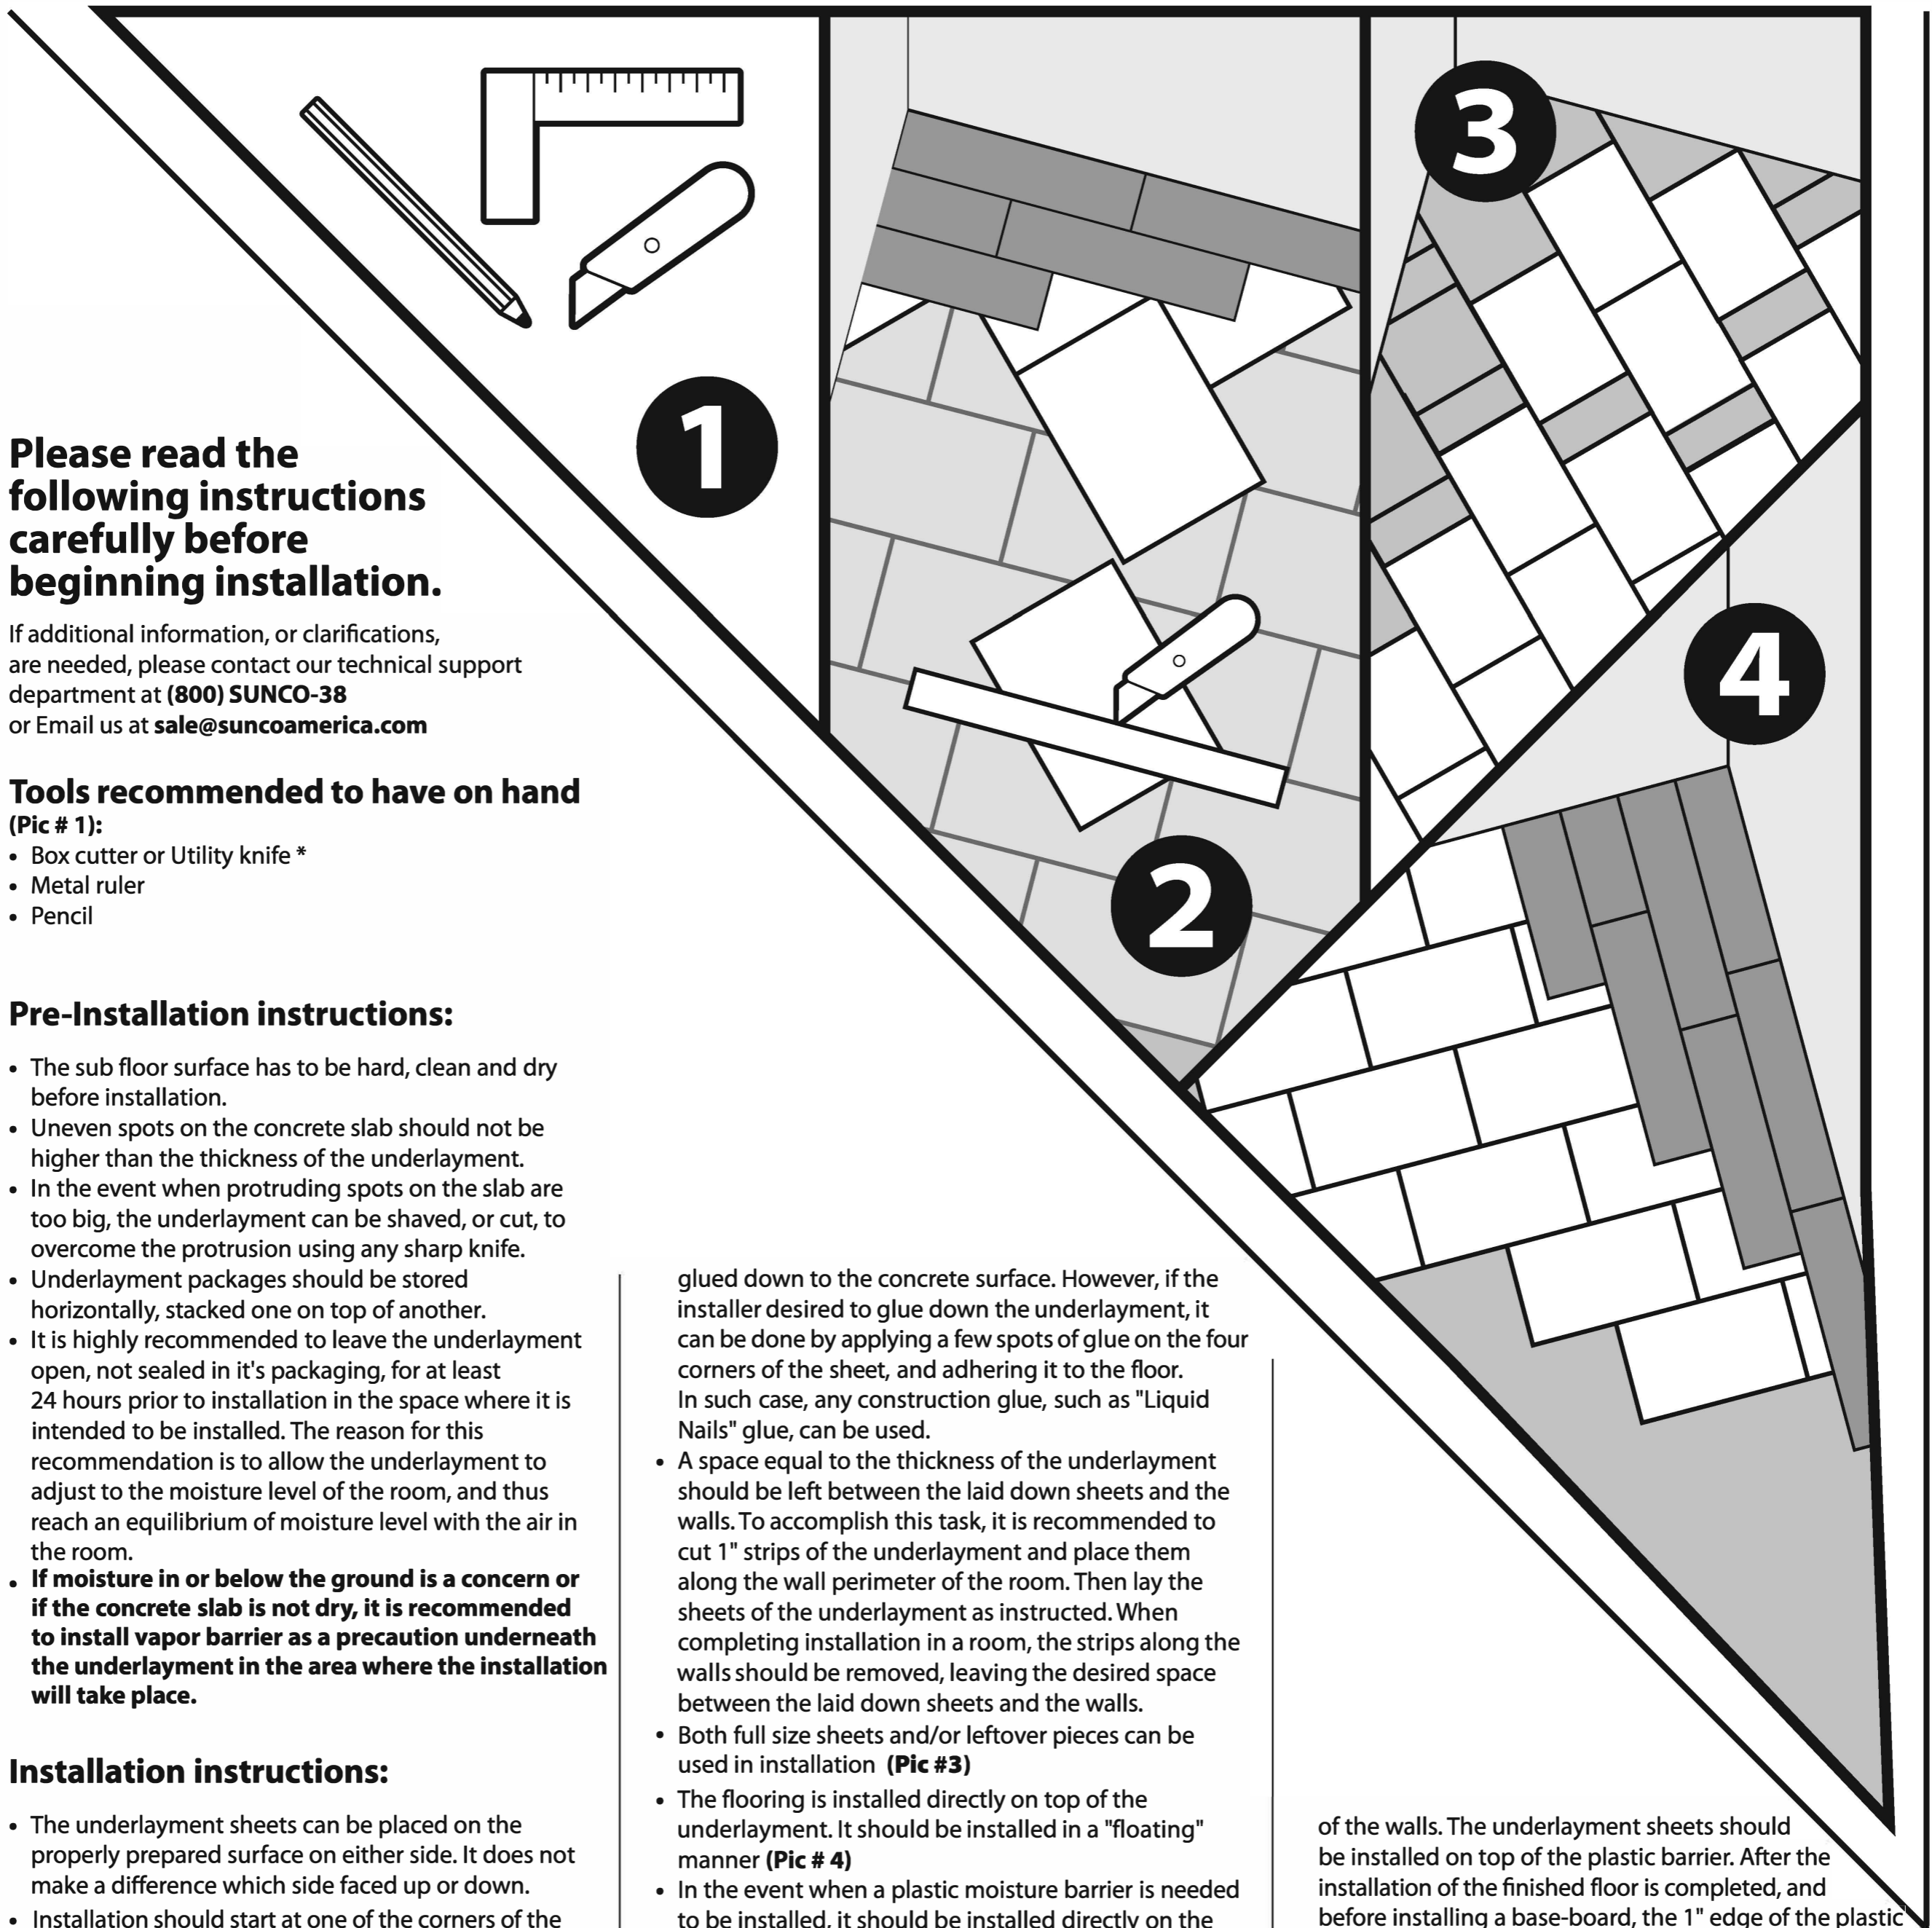 1
2
3
4
Please read the
following instructions
carefully before
beginning installation.
If additional information, or clarifications,
are needed, please contact our technical support
department at (800) SUNCO-38
or Email us at sale@suncoamerica.com
Tools recommended to have on hand
(Pic # 1):
• Box cutter or Utility knife *
• Metal ruler
• Pencil
Pre-Installation instructions:
• The sub floor surface has to be hard, clean and dry
before installation.
• Uneven spots on the concrete slab should not be
higher than the thickness of the underlayment.
• In the event when protruding spots on the slab are
too big, the underlayment can be shaved, or cut, to
overcome the protrusion using any sharp knife.
• Underlayment packages should be stored
horizontally, stacked one on top of another.
• It is highly recommended to leave the underlayment
open, not sealed in it's packaging, for at least
24 hours prior to installation in the space where it is
intended to be installed. The reason for this
recommendation is to allow the underlayment to
adjust to the moisture level of the room, and thus
reach an equilibrium of moisture level with the air in
the room.
• If moisture in or below the ground is a concern or
if the concrete slab is not dry, it is recommended
to install vapor barrier as a precaution underneath
the underlayment in the area where the installation
will take place.
Installation instructions:
• The underlayment sheets can be placed on the
properly prepared surface on either side. It does not
make a difference which side faced up or down.
• Installation should start at one of the corners of the
glued down to the concrete surface. However, if the
installer desired to glue down the underlayment, it
can be done by applying a few spots of glue on the four
corners of the sheet, and adhering it to the floor.
In such case, any construction glue, such as "Liquid
Nails" glue, can be used.
• A space equal to the thickness of the underlayment
should be left between the laid down sheets and the
walls. To accomplish this task, it is recommended to
cut 1" strips of the underlayment and place them
along the wall perimeter of the room. Then lay the
sheets of the underlayment as instructed. When
completing installation in a room, the strips along the
walls should be removed, leaving the desired space
between the laid down sheets and the walls.
• Both full size sheets and/or leftover pieces can be
used in installation (Pic #3)
• The flooring is installed directly on top of the
underlayment. It should be installed in a "floating"
manner (Pic # 4)
• In the event when a plastic moisture barrier is needed
to be installed, it should be installed directly on the
of the walls. The underlayment sheets should
be installed on top of the plastic barrier. After the
installation of the finished floor is completed, and
before installing a base-board, the 1" edge of the plastic